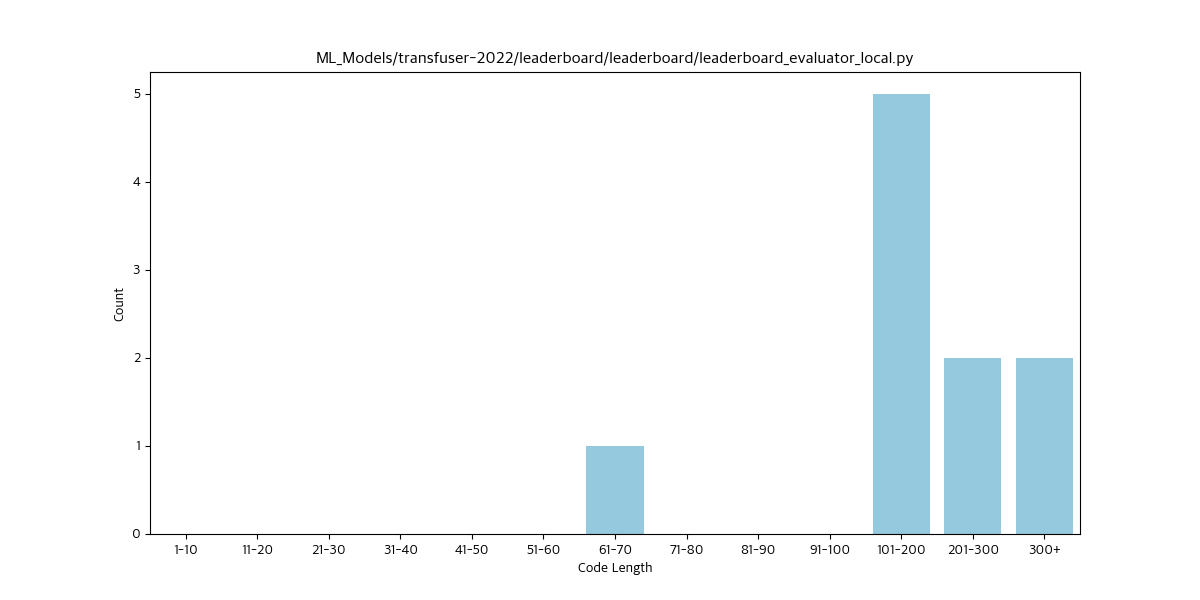 ML_Models/transfuser-2022/leaderboard/leaderboard/leaderboard_evaluator_local.py
5
4
3
2
1
0
Count
1-10 11-20 21-30 31-40 41-50 51-60 61-70 71-80 81-90 91-100 101-200 201-300 300+
Code Length